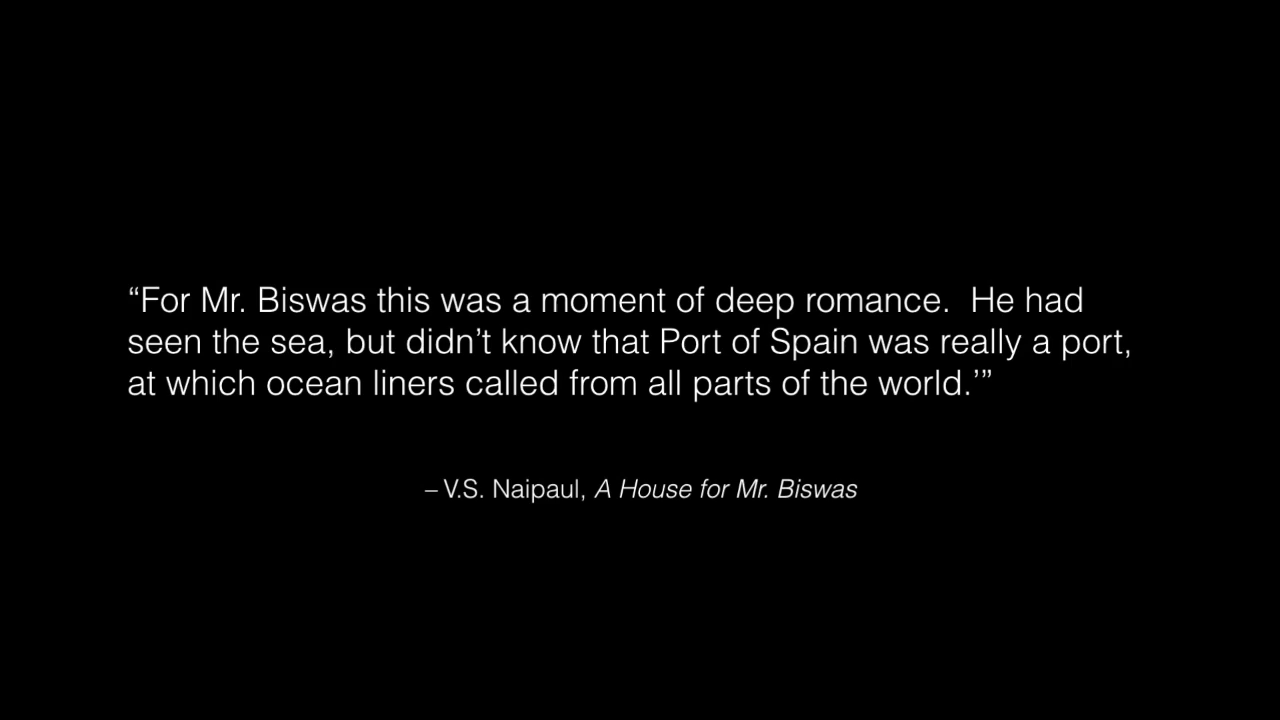 “For Mr. Biswas this was a moment of deep romance.  He had
seen the sea, but didn’t know that Port of Spain was really a port,
at which ocean liners called from all parts of the world.’”
– V.S. Naipaul, A House for Mr. Biswas